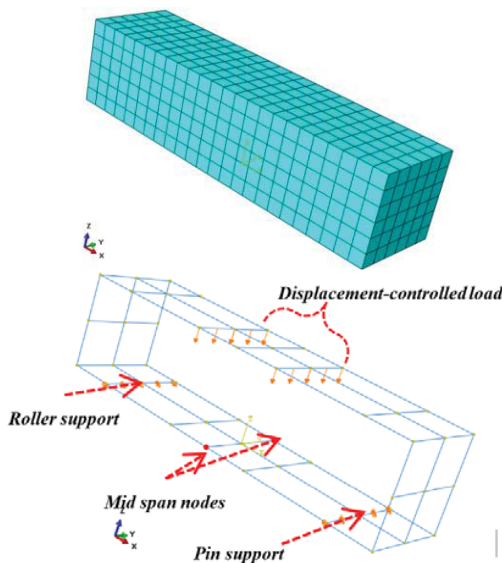 Z
Y
X
Displacement-controlled load
Roller support
Mid span nodes
Pin support
Y
X